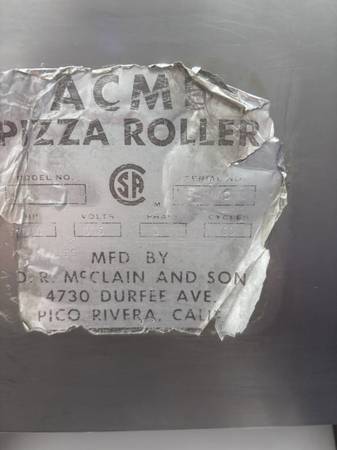 ACME
PIZZA ROLLER
MODEL NO.
SERIAL NO.
CSA
M
VOLTS
CYCLES
MFD BY
D. R. McCLAIN AND SON
4730 DURFEE AVE.
PICO RIVERA, CALIF.